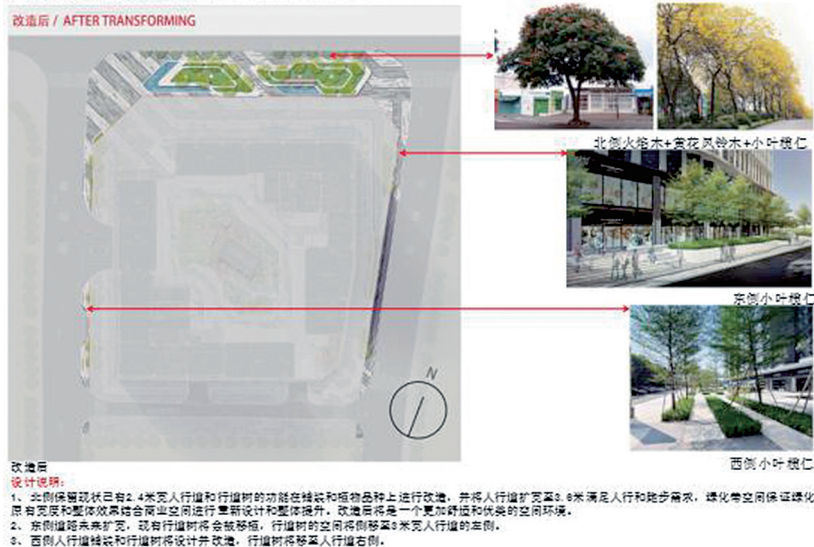 改造后 / AFTER TRANSFORMING
北侧火焰木+黄花风铃木+小叶榄仁
东侧小叶榄仁
N
西侧小叶榄仁
改造后
设计说明:
1、北侧保留现状已有2.4米宽人行道和行道树的功能在铺装和植物品种上进行改造，并将人行道扩宽至3.6米满足人行和跑步需求，绿化带空间保证绿化
原有宽度和整体效果结合商业空间进行重新设计和整体提升。改造后将是一个更加舒适和优美的空间环境。
2、东侧道路未来扩宽，现有行道树将会被移植，行道树的空间将侧移至3米宽人行道的左侧。
3、西侧人行道铺装和行道树将设计并改造，行道树将移至人行道右侧。